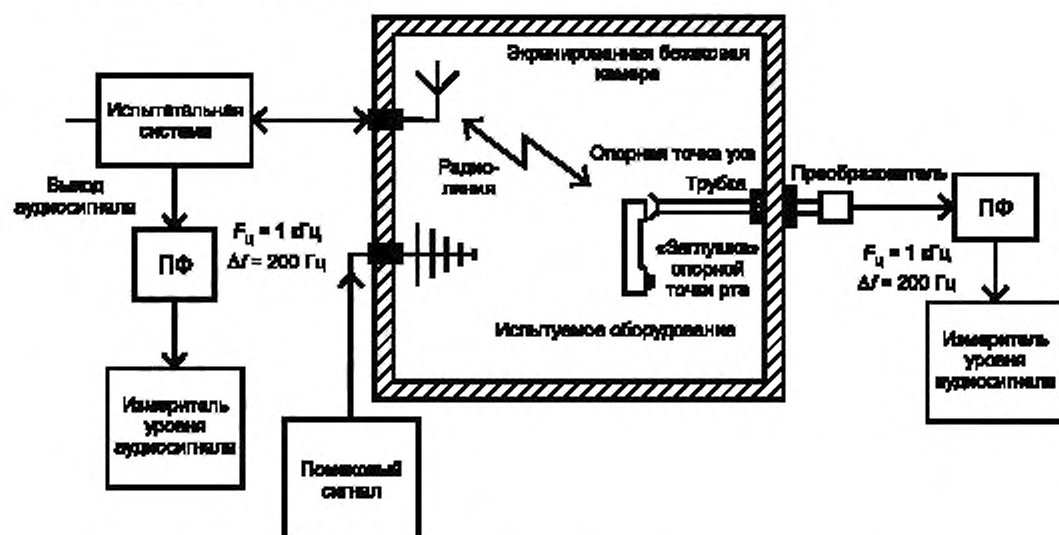 Экранированная безэховая
камера
Испытательная
система
Радио-
линия
Опорная точка уха
Трубка
Преобразователь
Выход
аудиосигнала
Fц = 1 кГц
Δf = 200 Гц
ПФ
ПФ
Fц = 1 кГц
Δf = 200 Гц
«Заглушка»
опорной
точки рта
Испытуемое оборудование
Измеритель
уровня
аудиосигнала
Измеритель
уровня
аудиосигнала
Помеховый
сигнал